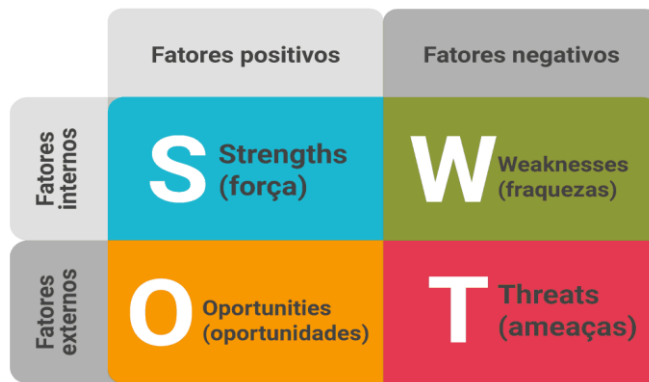 Fatores positivos
Fatores negativos
Fatores
internos
S
Strengths
(força)
W
Weaknesses
(fraquezas)
Fatores
externos
O
Oportunities
(oportunidades)
T
Threats
(ameaças)